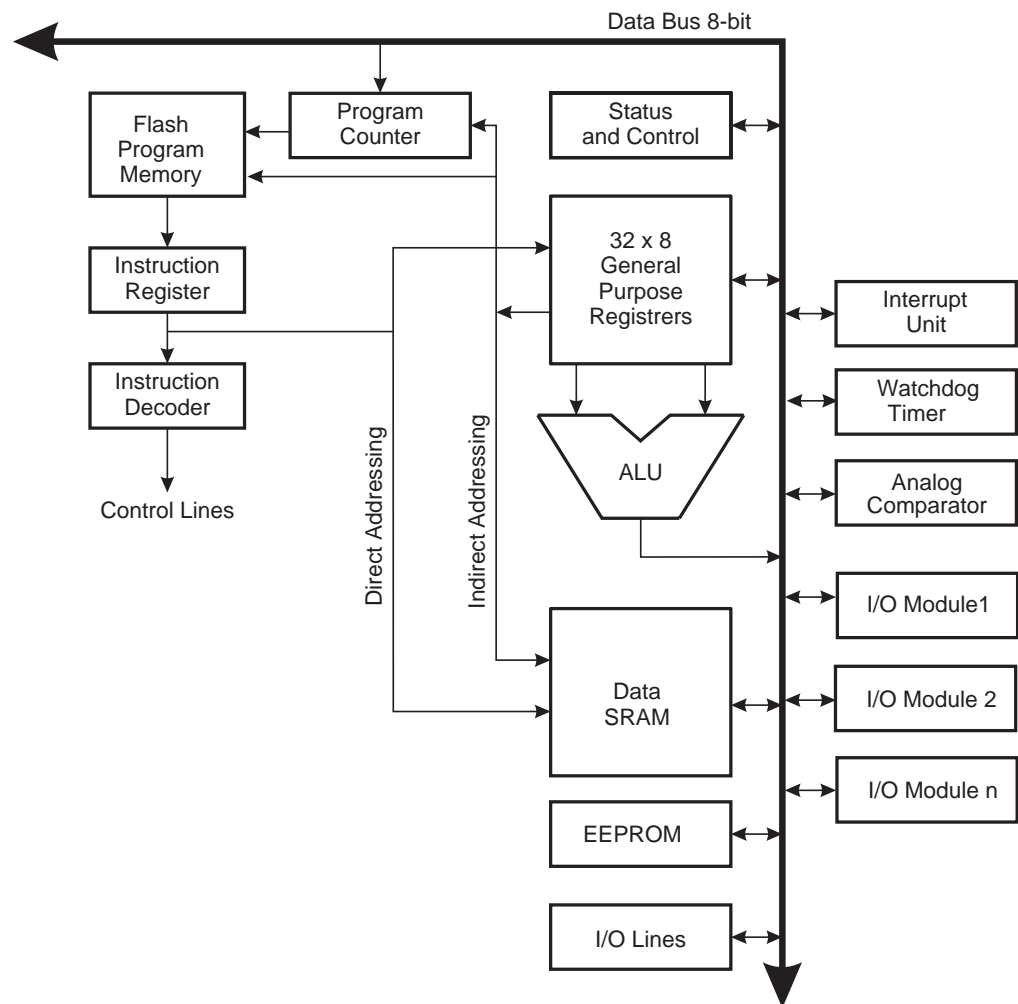 Data Bus 8-bit
Flash
Program
Memory
Program
Counter
Status
and Control
Instruction
Register
32 x 8
General
Purpose
Registrers
Interrupt
Unit
Instruction
Decoder
Watchdog
Timer
ALU
Analog
Comparator
Control Lines
Direct Addressing
Indirect Addressing
I/O Module1
Data
SRAM
I/O Module 2
I/O Module n
EEPROM
I/O Lines